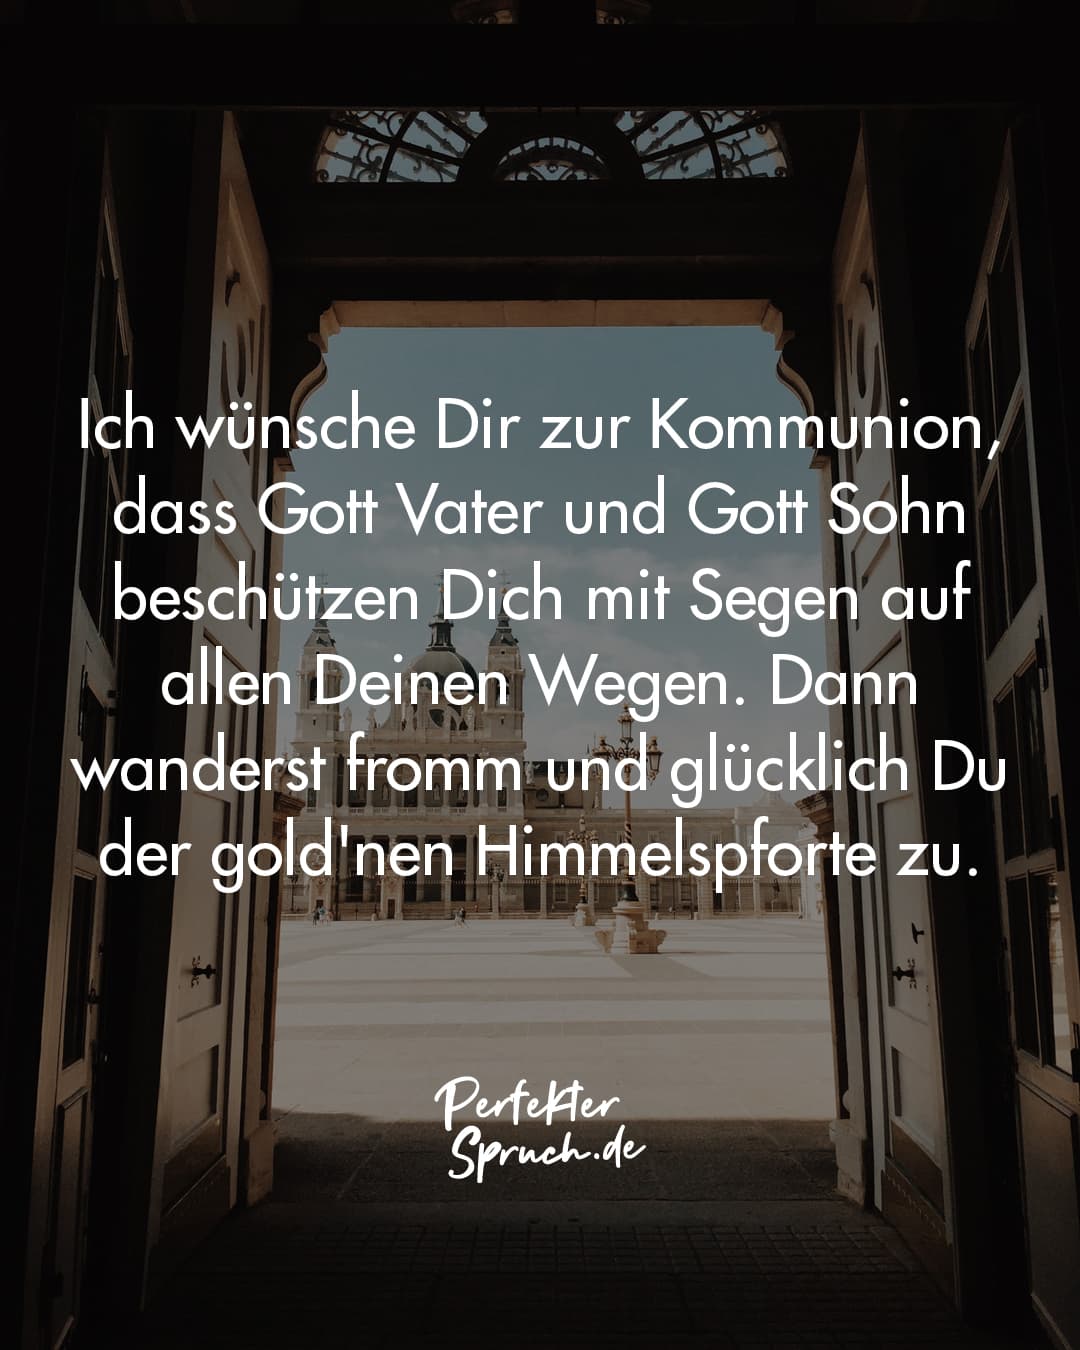 Ich wünsche Dir zur Kommunion,
dass Gott Vater und Gott Sohn
beschützen Dich mit Segen auf
allen Deinen Wegen. Dann
wanderst fromm und glücklich Du
der gold'nen Himmelspforte zu.
Perfekter
Spruch.de